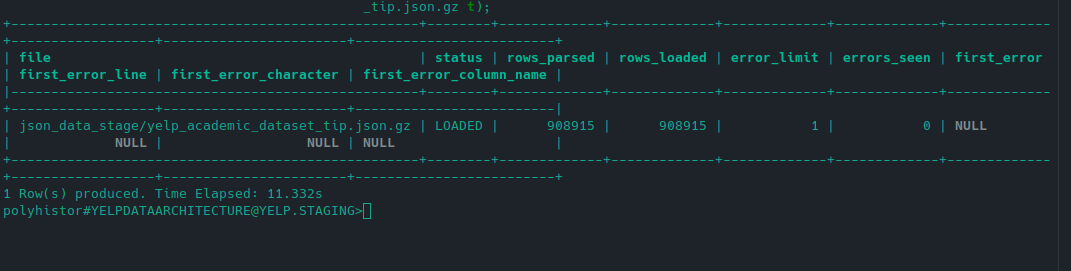 _tip.json.gz t);
+-----------------------------------------------------+--------+-------------+-------------+-------------+-------------+-------------
+------------------+-----------------------+-------------------------+
| file | status | rows_parsed | rows_loaded | error_limit | errors_seen | first_error
| first_error_line | first_error_character | first_error_column_name |
|-----------------------------------------------------+--------+-------------+-------------+-------------+-------------+-------------
+------------------+-----------------------+-------------------------|
| json_data_stage/yelp_academic_dataset_tip.json.gz | LOADED | 908915 | 908915 | 1 | 0 | NULL
| NULL | NULL | NULL |
+-----------------------------------------------------+--------+-------------+-------------+-------------+-------------+-------------
+------------------+-----------------------+-------------------------+
1 Row(s) produced. Time Elapsed: 11.332s
polyhistor#YELPDATAARCHITECTURE@YELP.STAGING>